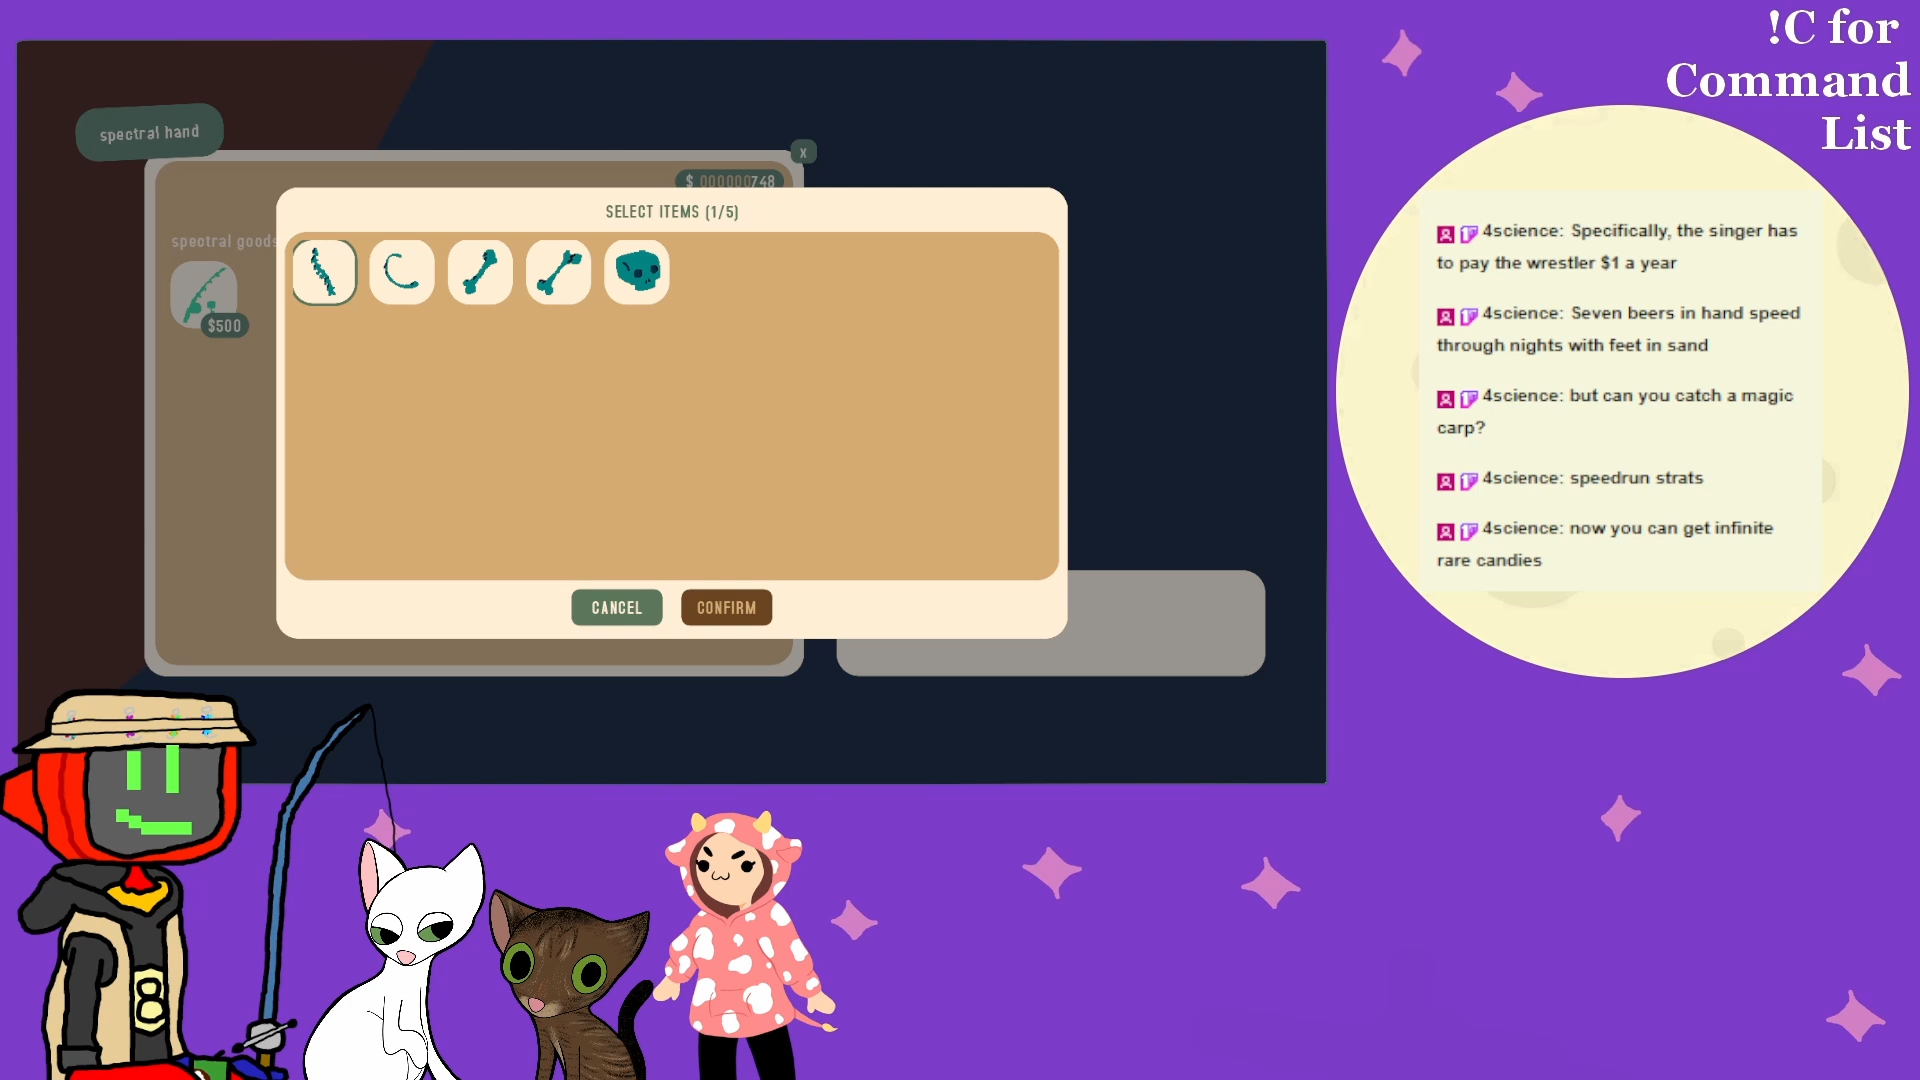 !C for
Command
List
spectral hand
x
$ 000000748
SELECT ITEMS (1/5)
spectral goods
$500
CANCEL
CONFIRM
4science: Specifically, the singer has
to pay the wrestler $1 a year
4science: Seven beers in hand speed
through nights with feet in sand
4science: but can you catch a magic
carp?
4science: speedrun strats
4science: now you can get infinite
rare candies
8